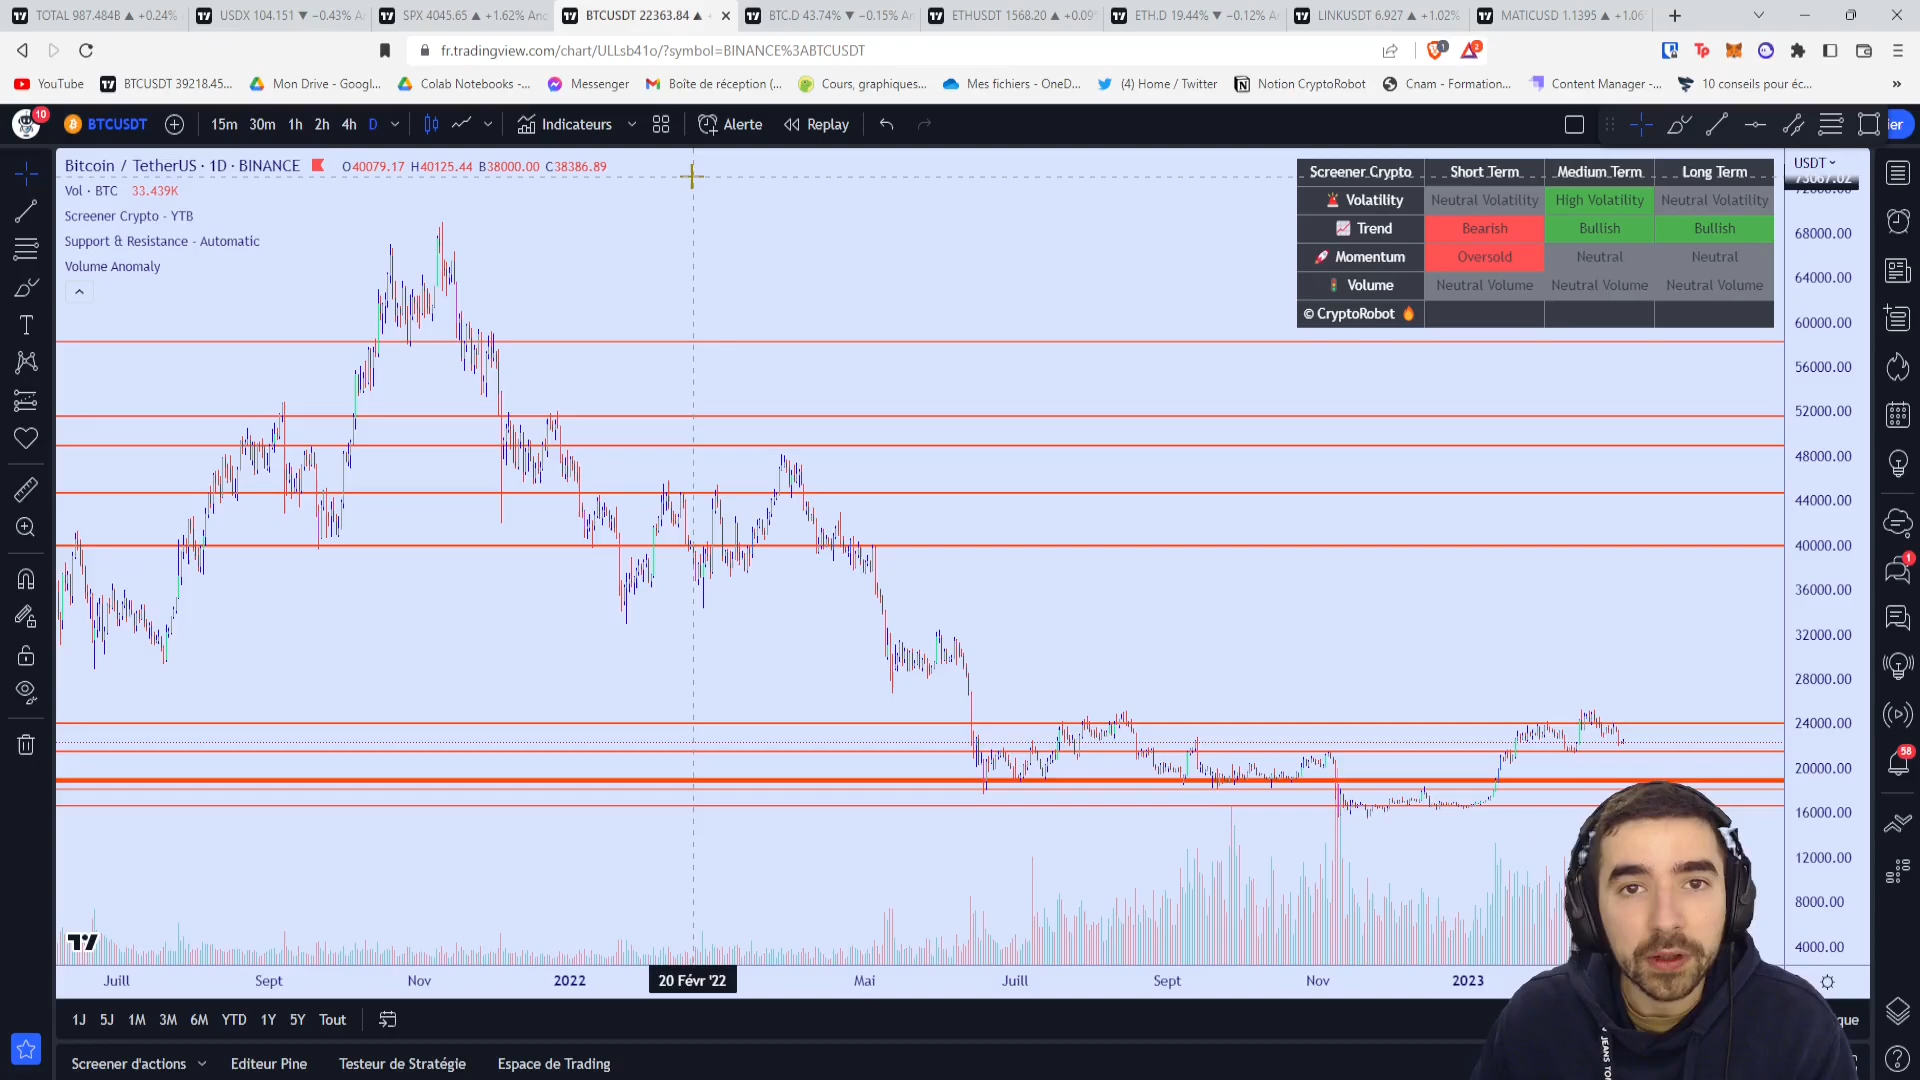 TOTAL 987.484B ▲ +0.24%
USDX 104.151 ▼ −0.43%
SPX 4045.65 ▲ +1.62%
BTCUSDT 22363.84 ▲
BTC.D 43.74% ▼ −0.15%
ETHUSDT 1568.20 ▲ +0.09
ETH.D 19.44% ▼ −0.12%
LINKUSDT 6.927 ▲ +1.02%
MATICUSD 1.1395 ▲ +1.06
fr.tradingview.com/chart/ULLsb41o/?symbol=BINANCE%3ABTCUSDT
1
2
YouTube
BTCUSDT 39218.45...
Mon Drive - Googl...
Colab Notebooks -...
Messenger
Boîte de réception (...
Cours, graphiques...
Mes fichiers - OneD...
(4) Home / Twitter
Notion CryptoRobot
Cnam - Formation...
Content Manager -...
10 conseils pour éc...
»
10
BTCUSDT
15m 30m 1h 2h 4h D
Indicateurs
Alerte
Replay
ier
Bitcoin / TetherUS · 1D · BINANCE
O40079.17 H40125.44 B38000.00 C38386.89
Vol · BTC 33.439K
Screener Crypto - YTB
Support & Resistance - Automatic
Volume Anomaly
Screener Crypto Short Term Medium Term Long Term
🚨 Volatility Neutral Volatility High Volatility Neutral Volatility
📈 Trend Bearish Bullish Bullish
🚀 Momentum Oversold Neutral Neutral
🚦 Volume Neutral Volume Neutral Volume Neutral Volume
© CryptoRobot 🔥
USDT
68000.00
64000.00
60000.00
56000.00
52000.00
48000.00
44000.00
40000.00
36000.00
32000.00
28000.00
24000.00
20000.00
16000.00
12000.00
8000.00
4000.00
1
58
Juill Sept Nov 2022 20 Févr '22 Mai Juill Sept Nov 2023
1J 5J 1M 3M 6M YTD 1Y 5Y Tout
que
Screener d'actions
Editeur Pine
Testeur de Stratégie
Espace de Trading